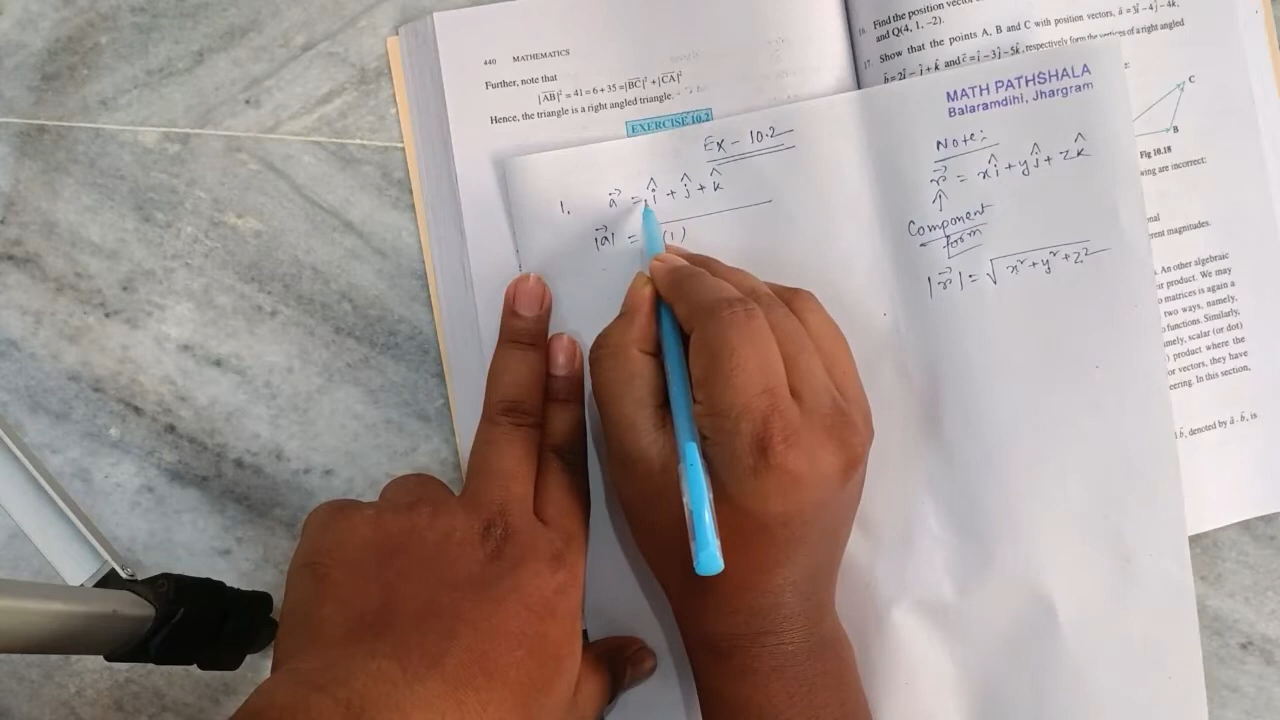 440 MATHEMATICS
Further, note that
|AB|² = 41 = 6 + 35 = |BC|² + |CA|²
Hence, the triangle is a right angled triangle.
EXERCISE 10.2
16. Find the position vector
and Q(4, 1, –2).
17. Show that the points A, B and C with position vectors, a⃗ = 3î – 4ĵ – 4k̂,
b⃗ = 2î – ĵ + k̂ and c⃗ = î – 3ĵ – 5k̂, respectively form the vertices of a right angled
C
B
Fig 10.18
wing are incorrect:
rent magnitudes.
. An other algebraic
product. We may
matrices is again a
two ways, namely,
functions. Similarly,
mely, scalar (or dot)
) product where the
or vectors, they have
eering. In this section,
b⃗, denoted by a⃗ · b⃗, is
MATH PATHSHALA
Balaramdihi, Jhargram
Ex – 10.2
1. a⃗ = î + ĵ + k̂
|a⃗| = (1)
Note:
r⃗ = xî + yĵ + zk̂
↑
Component
form
|r⃗| = √x² + y² + z²